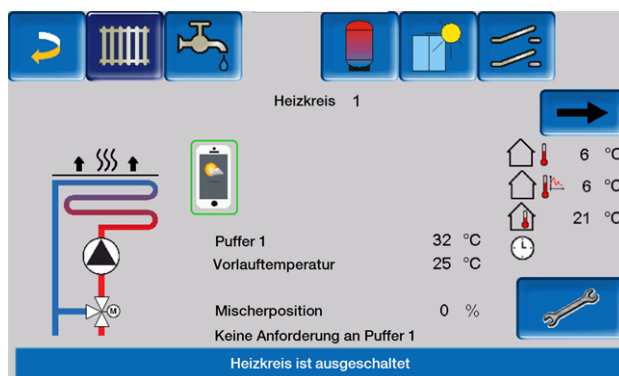 Heizkreis 1
6 °C
6 °C
21 °C
Puffer 1 32 °C
Vorlauftemperatur 25 °C
M
Mischerposition 0 %
Keine Anforderung an Puffer 1
Heizkreis ist ausgeschaltet